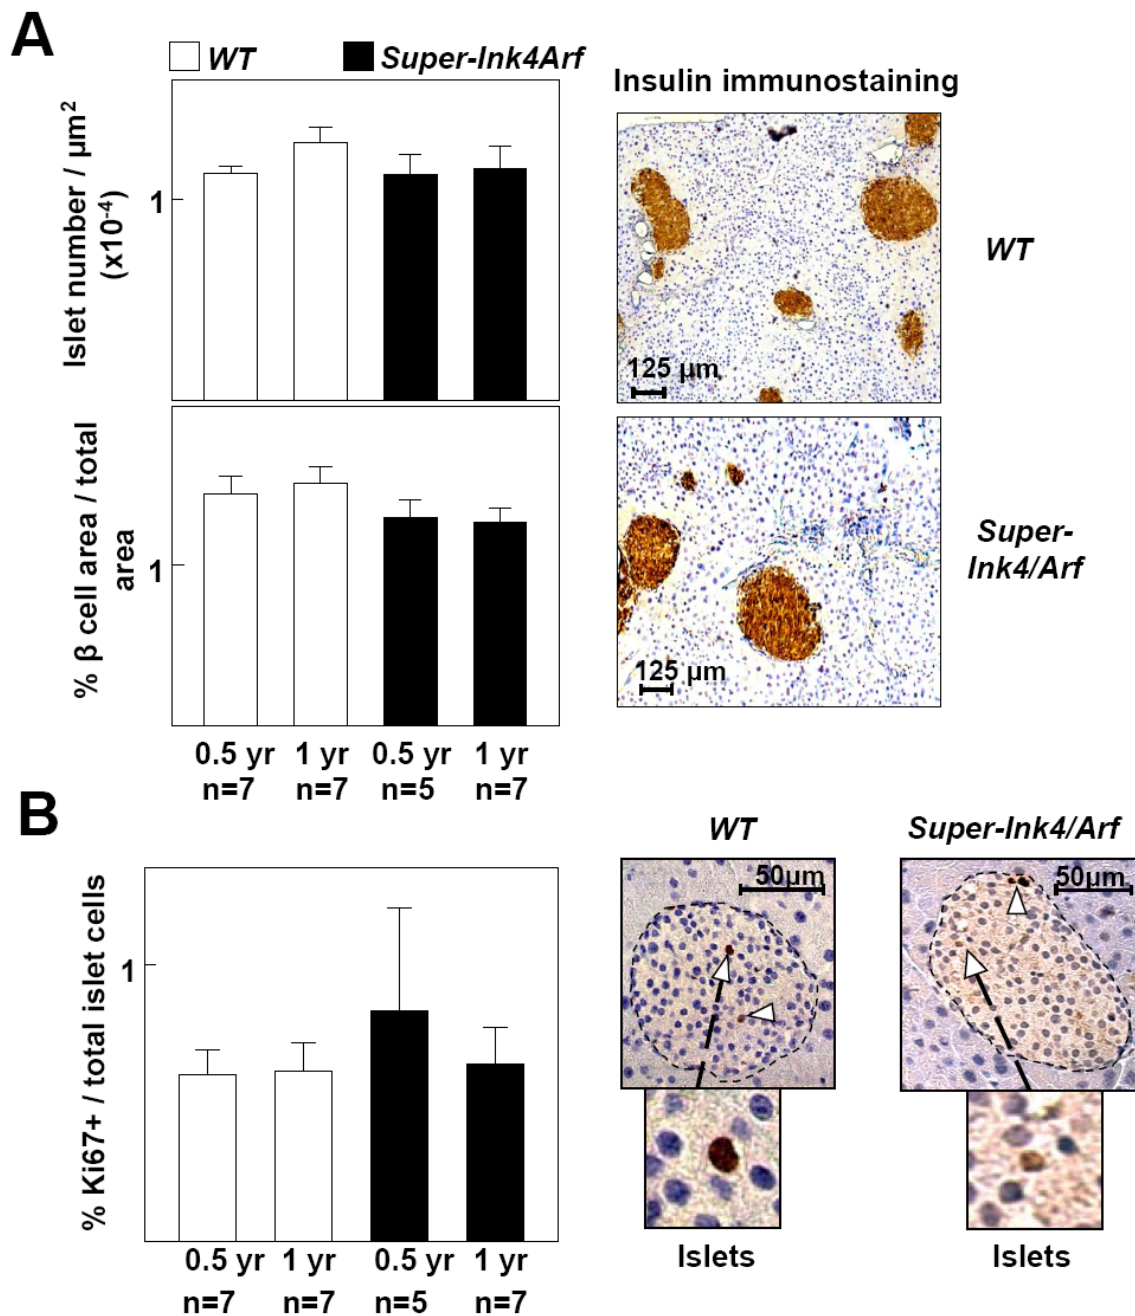 A
WT
Super-Ink4Arf
Islet number / µm²
(x10⁻⁴)
1
Insulin immunostaining
125 µm
WT
% β cell area / total
area
1
125 µm
Super-
Ink4/Arf
0.5 yr 1 yr 0.5 yr 1 yr
n=7 n=7 n=5 n=7
B
% Ki67+ / total islet cells
1
0.5 yr 1 yr 0.5 yr 1 yr
n=7 n=7 n=5 n=7
WT
Super-Ink4/Arf
50µm
50µm
Islets
Islets